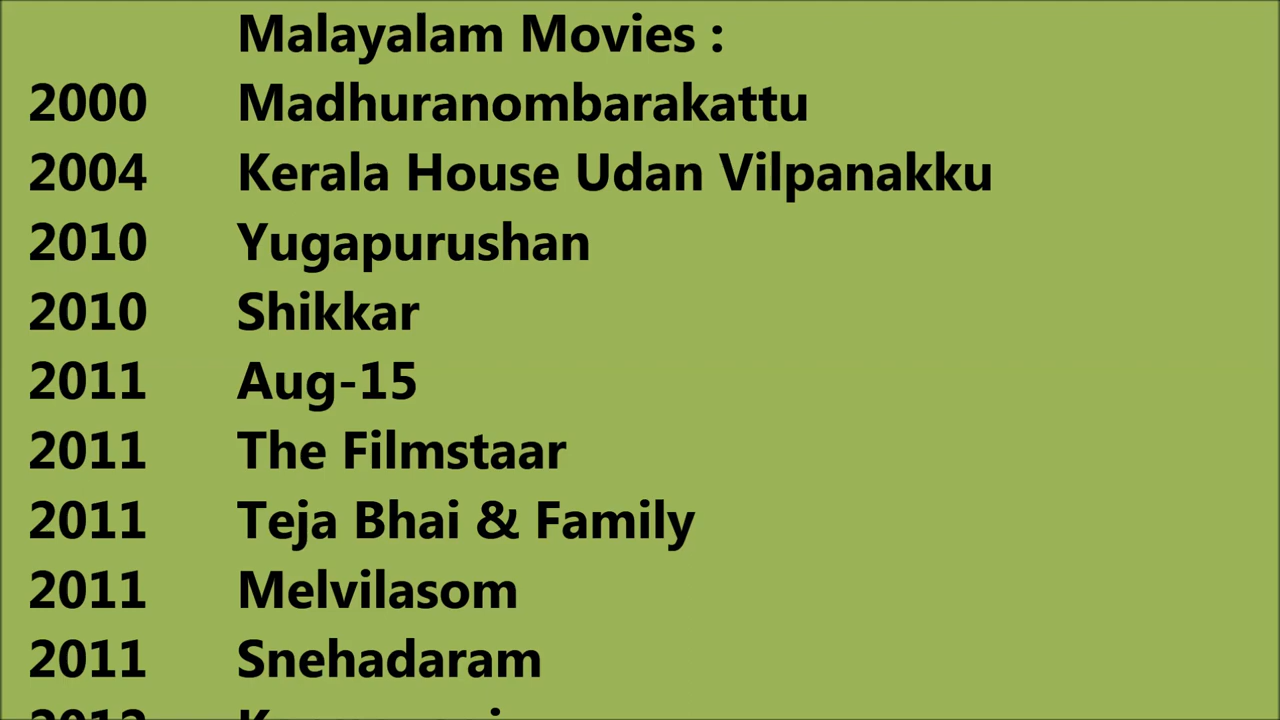 Malayalam Movies :
2000 Madhuranombarakattu
2004 Kerala House Udan Vilpanakku
2010 Yugapurushan
2010 Shikkar
2011 Aug-15
2011 The Filmstaar
2011 Teja Bhai & Family
2011 Melvilasom
2011 Snehadaram